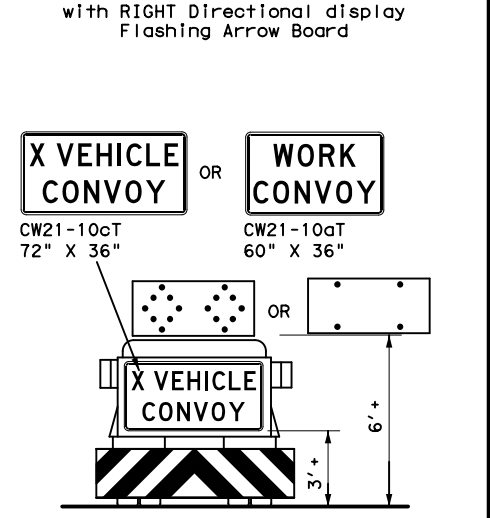 with RIGHT Directional display
Flashing Arrow Board
X VEHICLE
CONVOY
OR
WORK
CONVOY
CW21-10cT
72" X 36"
CW21-10aT
60" X 36"
OR
X VEHICLE
CONVOY
3'+
6'+